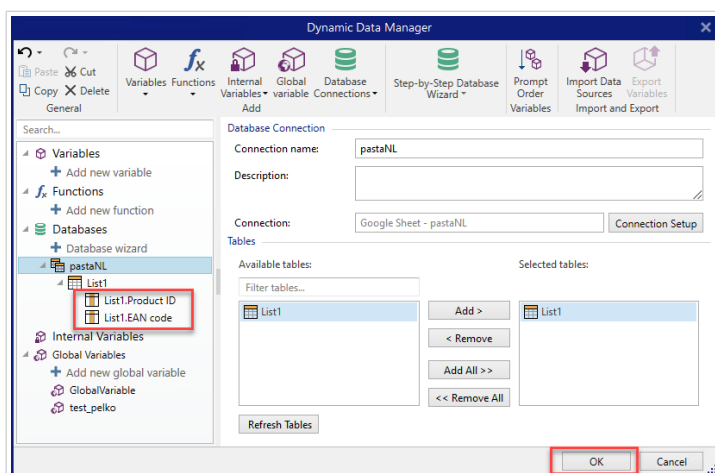 Dynamic Data Manager
Paste Cut
Copy Delete
General
Variables Functions
Internal Variables
Global variable
Database Connections
Add
Step-by-Step Database Wizard
Prompt Order
Variables
Import Data Sources
Export Variables
Import and Export
Search...
Variables
Add new variable
fx Functions
Add new function
Databases
Database wizard
pastaNL
List1
List1.Product ID
List1.EAN code
Internal Variables
Global Variables
Add new global variable
GlobalVariable
test_pelko
Database Connection
Connection name: pastaNL
Description:
Connection: Google Sheet - pastaNL Connection Setup
Tables
Available tables: Selected tables:
Filter tables...
List1 Add > List1
< Remove
Add All >>
<< Remove All
Refresh Tables
OK Cancel